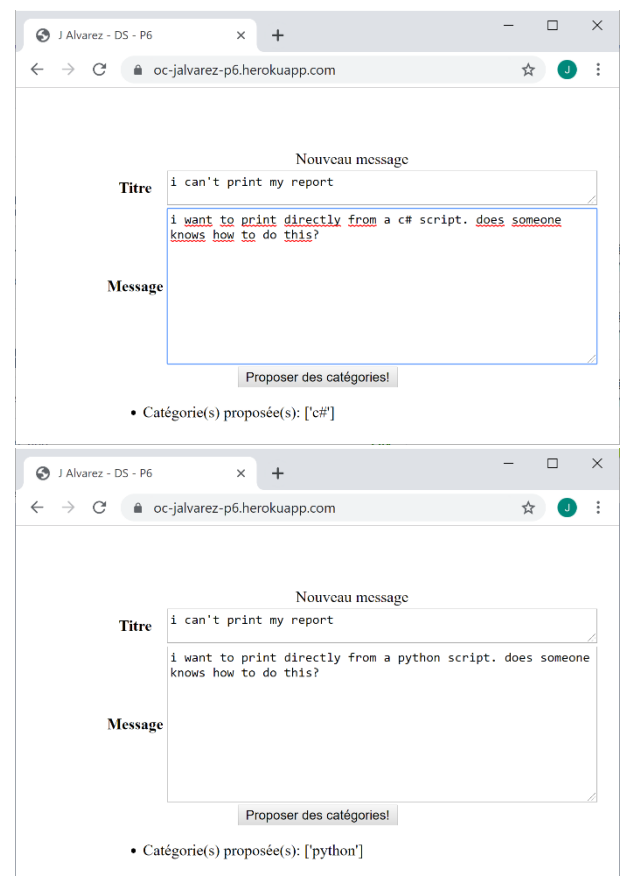 J Alvarez - DS - P6
oc-jalvarez-p6.herokuapp.com
J
Nouveau message
Titre
i can't print my report
i want to print directly from a c# script. does someone
knows how to do this?
Message
Proposer des catégories!
• Catégorie(s) proposée(s): ['c#']
J Alvarez - DS - P6
oc-jalvarez-p6.herokuapp.com
J
Nouveau message
Titre
i can't print my report
i want to print directly from a python script. does someone
knows how to do this?
Message
Proposer des catégories!
• Catégorie(s) proposée(s): ['python']